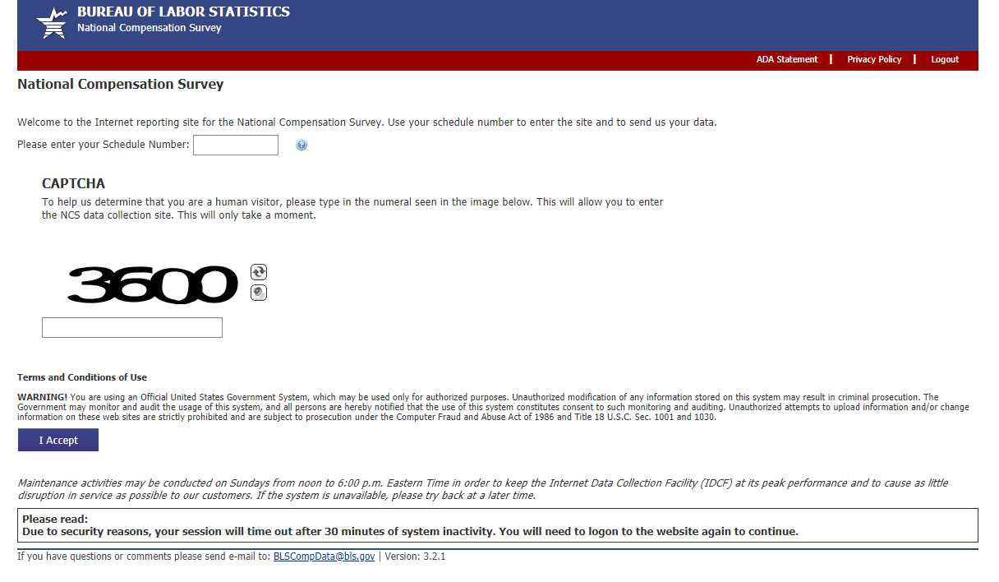 BUREAU OF LABOR STATISTICS
National Compensation Survey
ADA Statement | Privacy Policy | Logout
National Compensation Survey
Welcome to the Internet reporting site for the National Compensation Survey. Use your schedule number to enter the site and to send us your data.
Please enter your Schedule Number:
CAPTCHA
To help us determine that you are a human visitor, please type in the numeral seen in the image below. This will allow you to enter
the NCS data collection site. This will only take a moment.
3600
Terms and Conditions of Use
WARNING! You are using an Official United States Government System, which may be used only for authorized purposes. Unauthorized modification of any information stored on this system may result in criminal prosecution. The
Government may monitor and audit the usage of this system, and all persons are hereby notified that the use of this system constitutes consent to such monitoring and auditing. Unauthorized attempts to upload information and/or change
information on these web sites are strictly prohibited and are subject to prosecution under the Computer Fraud and Abuse Act of 1986 and Title 18 U.S.C. Sec. 1001 and 1030.
I Accept
Maintenance activities may be conducted on Sundays from noon to 6:00 p.m. Eastern Time in order to keep the Internet Data Collection Facility (IDCF) at its peak performance and to cause as little
disruption in service as possible to our customers. If the system is unavailable, please try back at a later time.
Please read:
Due to security reasons, your session will time out after 30 minutes of system inactivity. You will need to logon to the website again to continue.
If you have questions or comments please send e-mail to: BLSCompData@bls.gov | Version: 3.2.1